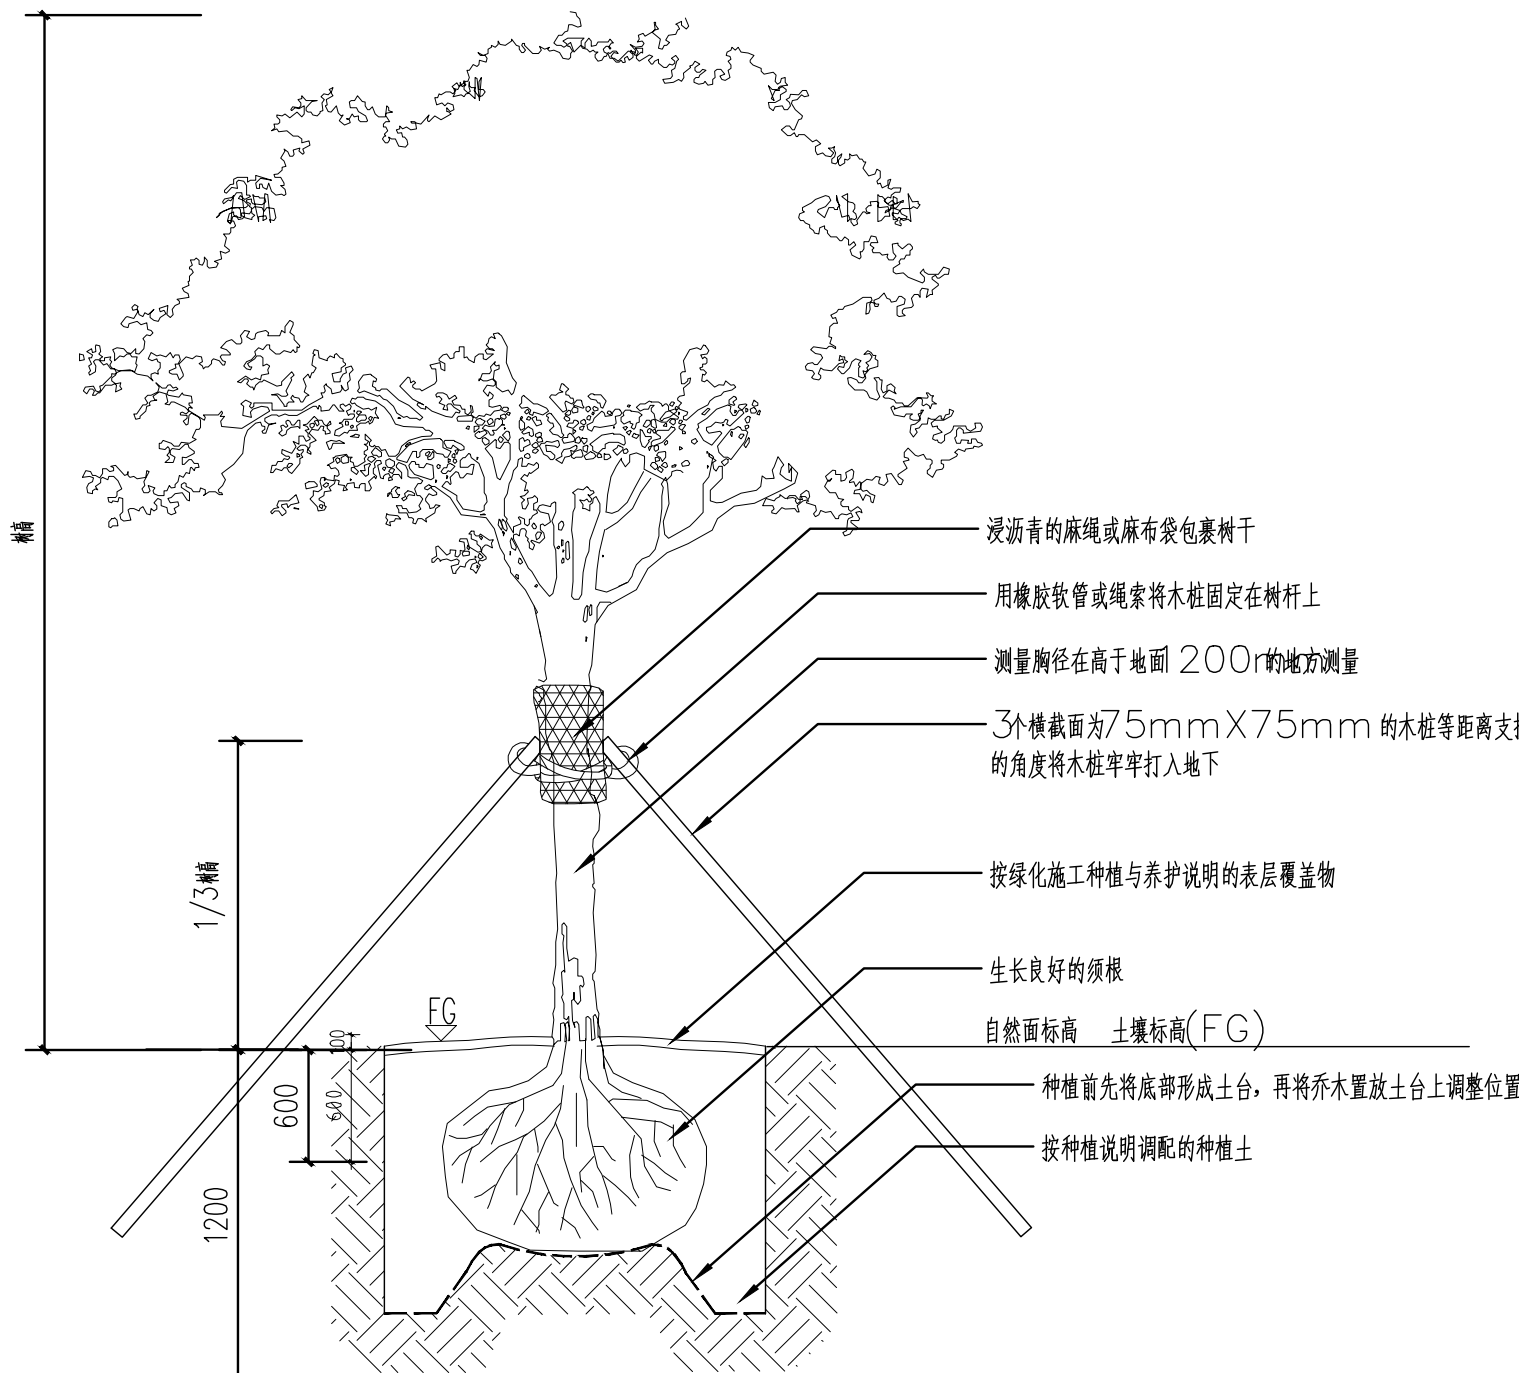 浸沥青的麻绳或麻布袋包裹树干
树高
用橡胶软管或绳索将木桩固定在树杆上
测量胸径在高于地面1200mm的地方测量
3个横截面为75mmX75mm的木桩等距离支
的角度将木桩牢牢打入地下
1/3树高
按绿化施工种植与养护说明的表层覆盖物
生长良好的须根
FG
自然面标高 土壤标高(FG)
100
600
600
种植前先将底部形成土台，再将乔木置放土台上调整位置
按种植说明调配的种植土
1200